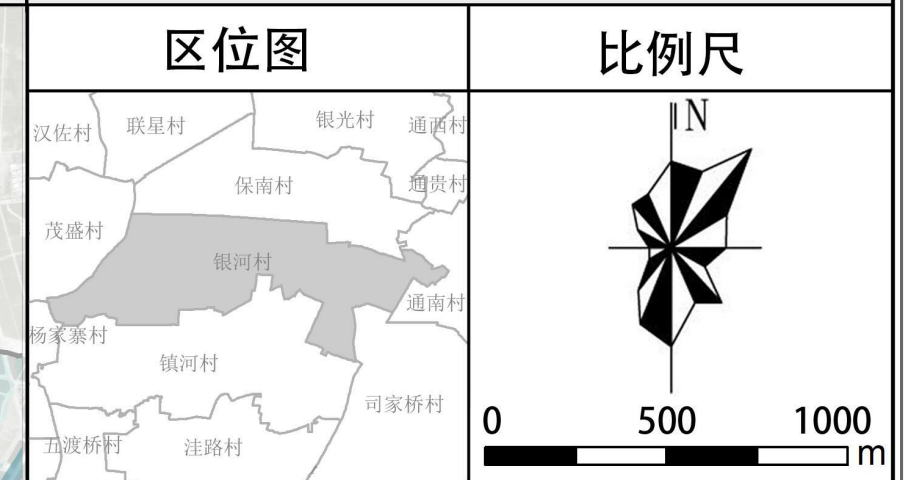 区位图
比例尺
汉佐村
联星村
银光村
通西村
保南村
通贵村
茂盛村
银河村
通南村
杨家寨村
镇河村
司家桥村
五渡桥村
洼路村
N
0 500 1000
m